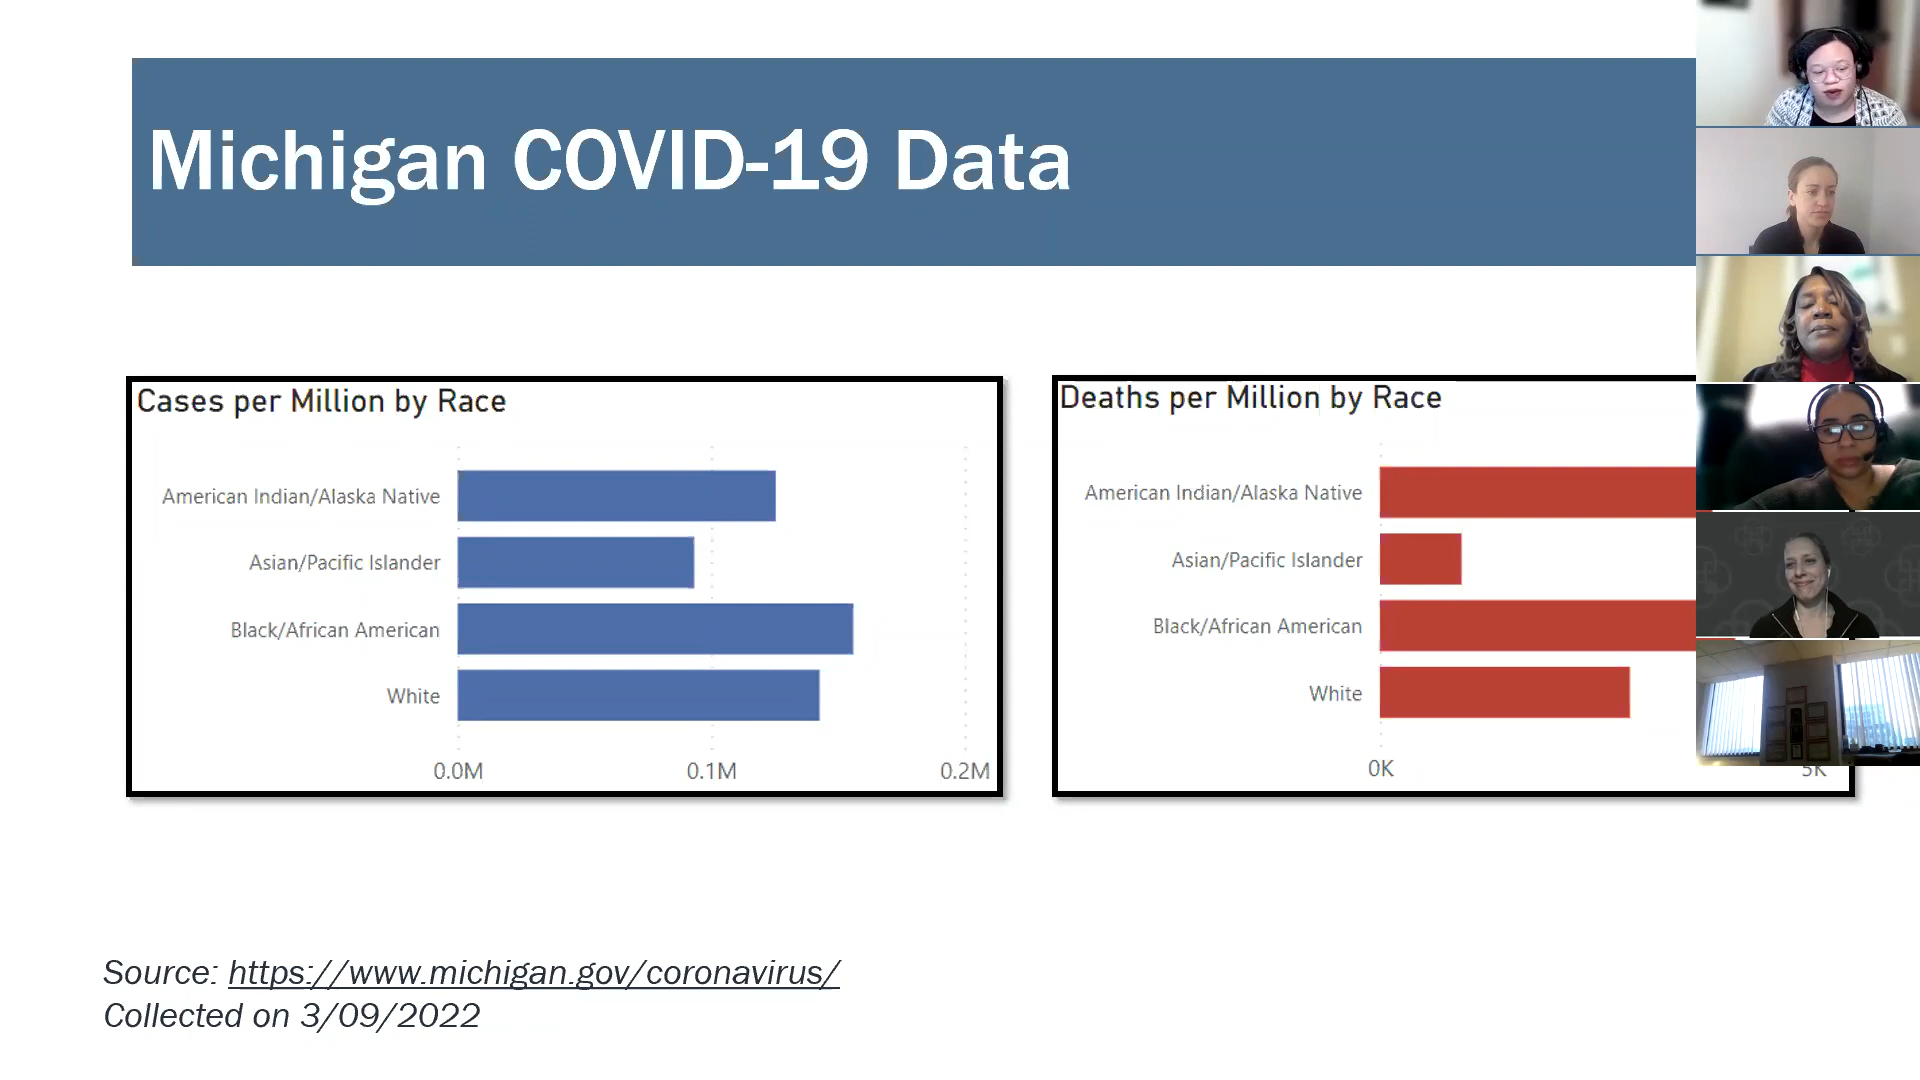 Michigan COVID-19 Data
Cases per Million by Race
American Indian/Alaska Native
Asian/Pacific Islander
Black/African American
White
0.0M 0.1M 0.2M
Deaths per Million by Race
American Indian/Alaska Native
Asian/Pacific Islander
Black/African American
White
0K 5K
Source: https://www.michigan.gov/coronavirus/
Collected on 3/09/2022